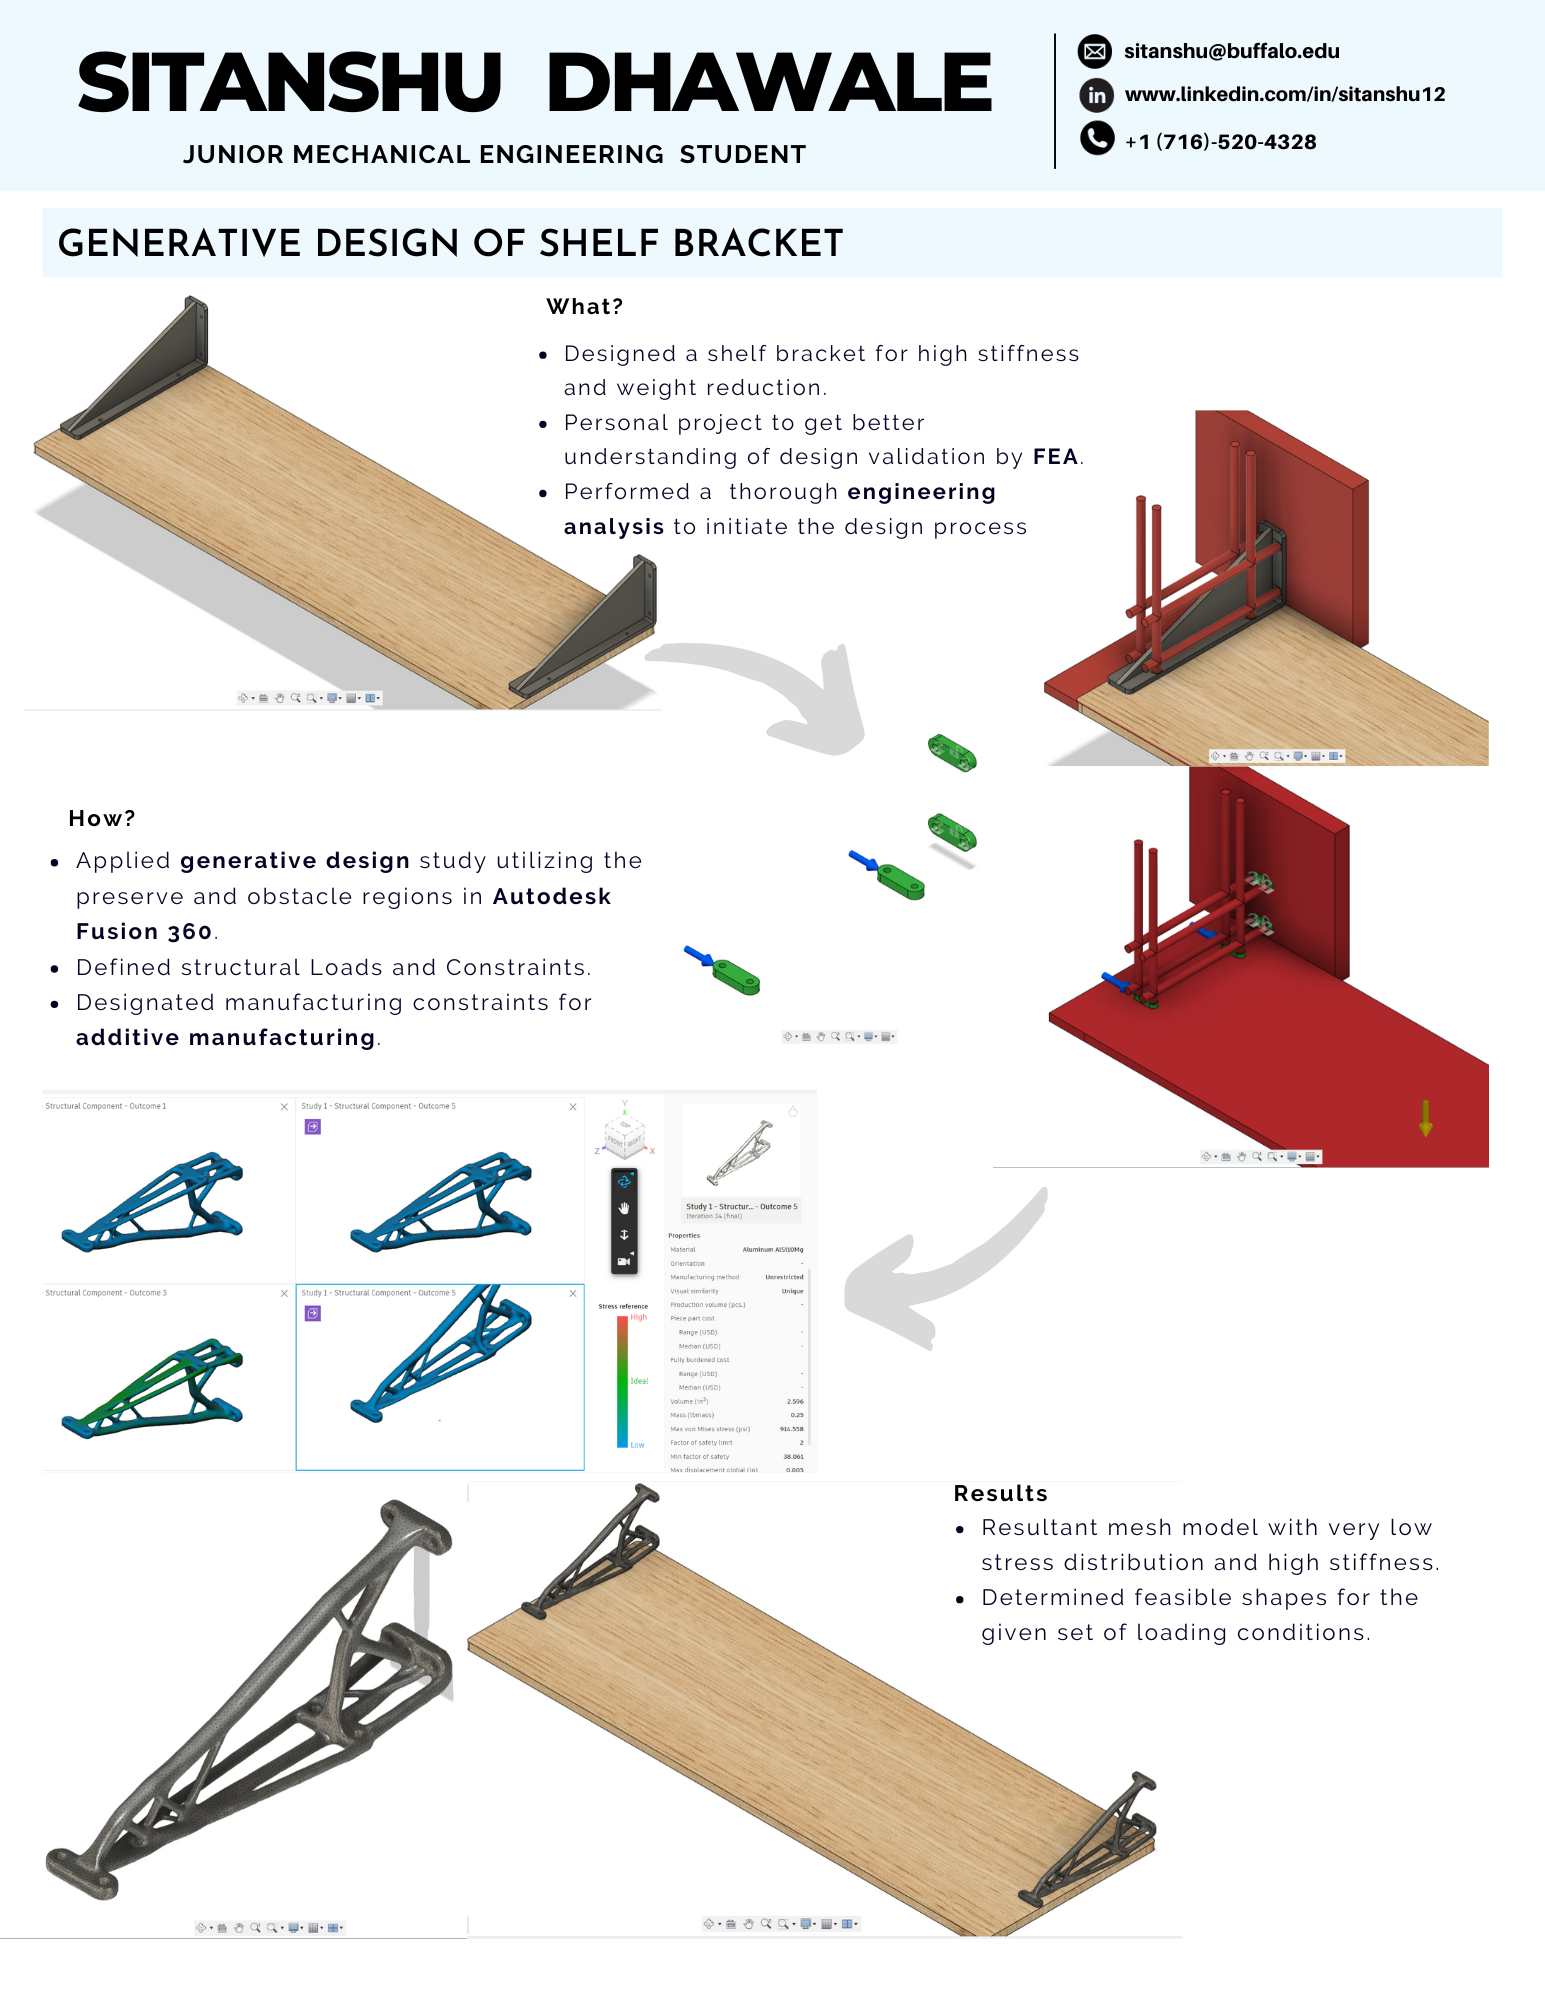 SITANSHU DHAWALE
JUNIOR MECHANICAL ENGINEERING STUDENT
sitanshu@buffalo.edu
in
www.linkedin.com/in/sitanshu12
+1 (716)-520-4328
GENERATIVE DESIGN OF SHELF BRACKET
What?
• Designed a shelf bracket for high stiffness
and weight reduction.
• Personal project to get better
understanding of design validation by FEA.
• Performed a thorough engineering
analysis to initiate the design process
How?
• Applied generative design study utilizing the
preserve and obstacle regions in Autodesk
Fusion 360.
• Defined structural Loads and Constraints.
• Designated manufacturing constraints for
additive manufacturing.
Structural Component - Outcome 1
Study 1 - Structural Component - Outcome 5
Structural Component - Outcome 3
Study 1 - Structural Component - Outcome 5
Y
TOP
FRONT RIGHT
Z X
Stress reference
High
Ideal
Low
Study 1 - Structur... - Outcome 5
Iteration 34 (final)
Properties
Material Aluminum AlSi10Mg
Orientation -
Manufacturing method Unrestricted
Visual similarity Unique
Production volume (pcs.) -
Piece part cost
Range (USD) -
Median (USD) -
Fully burdened cost
Range (USD) -
Median (USD) -
Volume (in³) 2.596
Mass (lbmass) 0.25
Max von Mises stress (psi) 914.558
Factor of safety limit 2
Min factor of safety 38.061
Max displacement global (in) 0.005
Results
• Resultant mesh model with very low
stress distribution and high stiffness.
• Determined feasible shapes for the
given set of loading conditions.